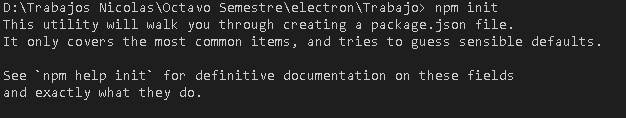 D:\Trabajos Nicolas\Octavo Semestre\electron\Trabajo> npm init
This utility will walk you through creating a package.json file.
It only covers the most common items, and tries to guess sensible defaults.
See `npm help init` for definitive documentation on these fields
and exactly what they do.